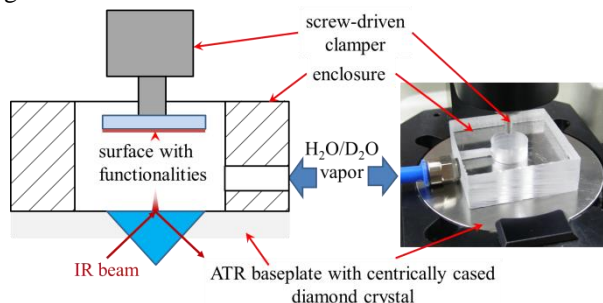 screw-driven
clamper
enclosure
surface with
functionalities
H₂O/D₂O
vapor
IR beam
ATR baseplate with centrically cased
diamond crystal